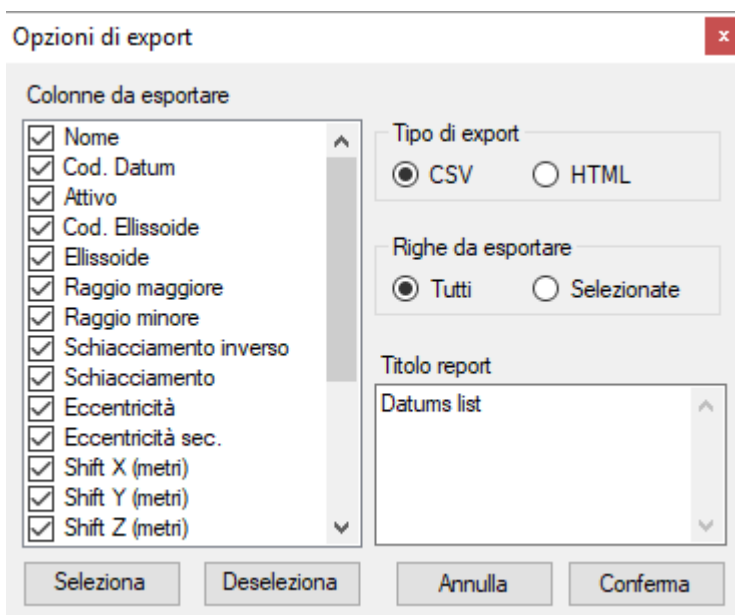 Opzioni di export
x
Colonne da esportare
Nome
Cod. Datum
Attivo
Cod. Ellissoide
Ellissoide
Raggio maggiore
Raggio minore
Schiacciamento inverso
Schiacciamento
Eccentricità
Eccentricità sec.
Shift X (metri)
Shift Y (metri)
Shift Z (metri)
Seleziona
Deseleziona
Tipo di export
CSV
HTML
Righe da esportare
Tutti
Selezionate
Titolo report
Datums list
Annulla
Conferma